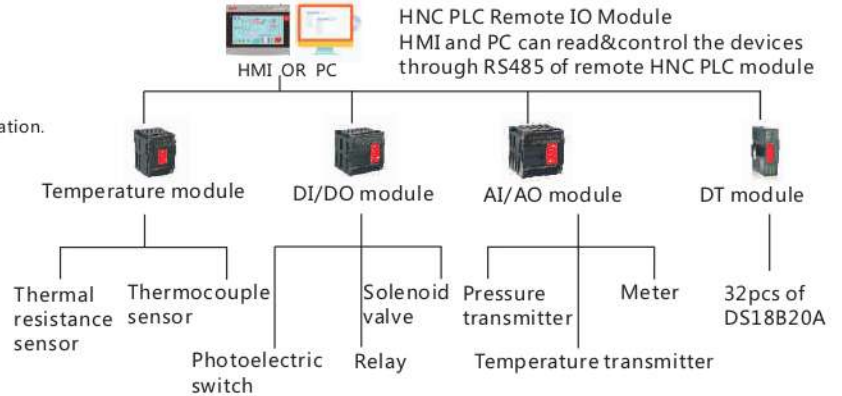 HNC PLC Remote IO Module
HMI and PC can read&control the devices
through RS485 of remote HNC PLC module
HMI OR PC
ation.
Temperature module
DI/DO module
AI/AO module
DT module
Thermal
resistance
sensor
Thermocouple
sensor
Photoelectric
switch
Relay
Solenoid
valve
Pressure
transmitter
Temperature transmitter
Meter
32pcs of
DS18B20A